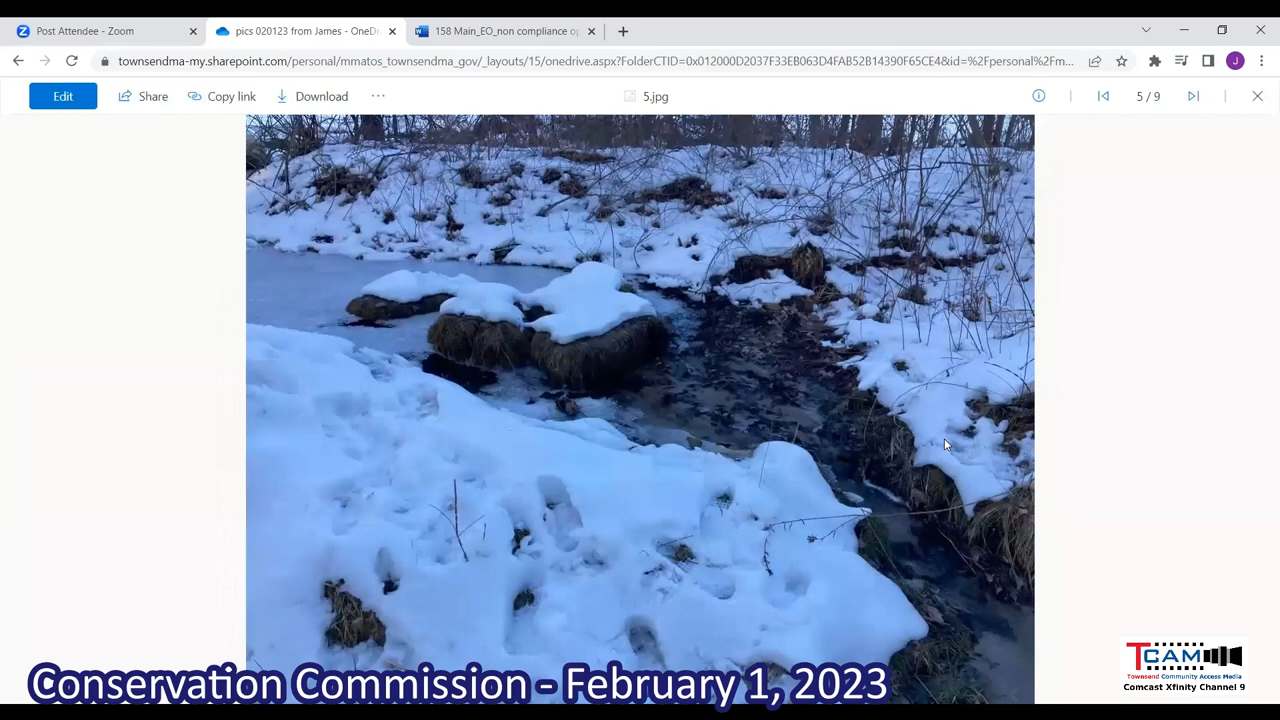 Post Attendee - Zoom
pics 020123 from James - OneD
158 Main_EO_non compliance o
townsendma-my.sharepoint.com/personal/mmatos_townsendma_gov/_layouts/15/onedrive.aspx?FolderCTID=0x012000D2037F33EB063D4FAB52B14390F65CE4&id=%2Fpersonal%2Fm...
J
Edit
Share
Copy link
Download
5.jpg
5 / 9
Conservation Commission - February 1, 2023
TCAM
Townsend Community Access Media
Comcast Xfinity Channel 9